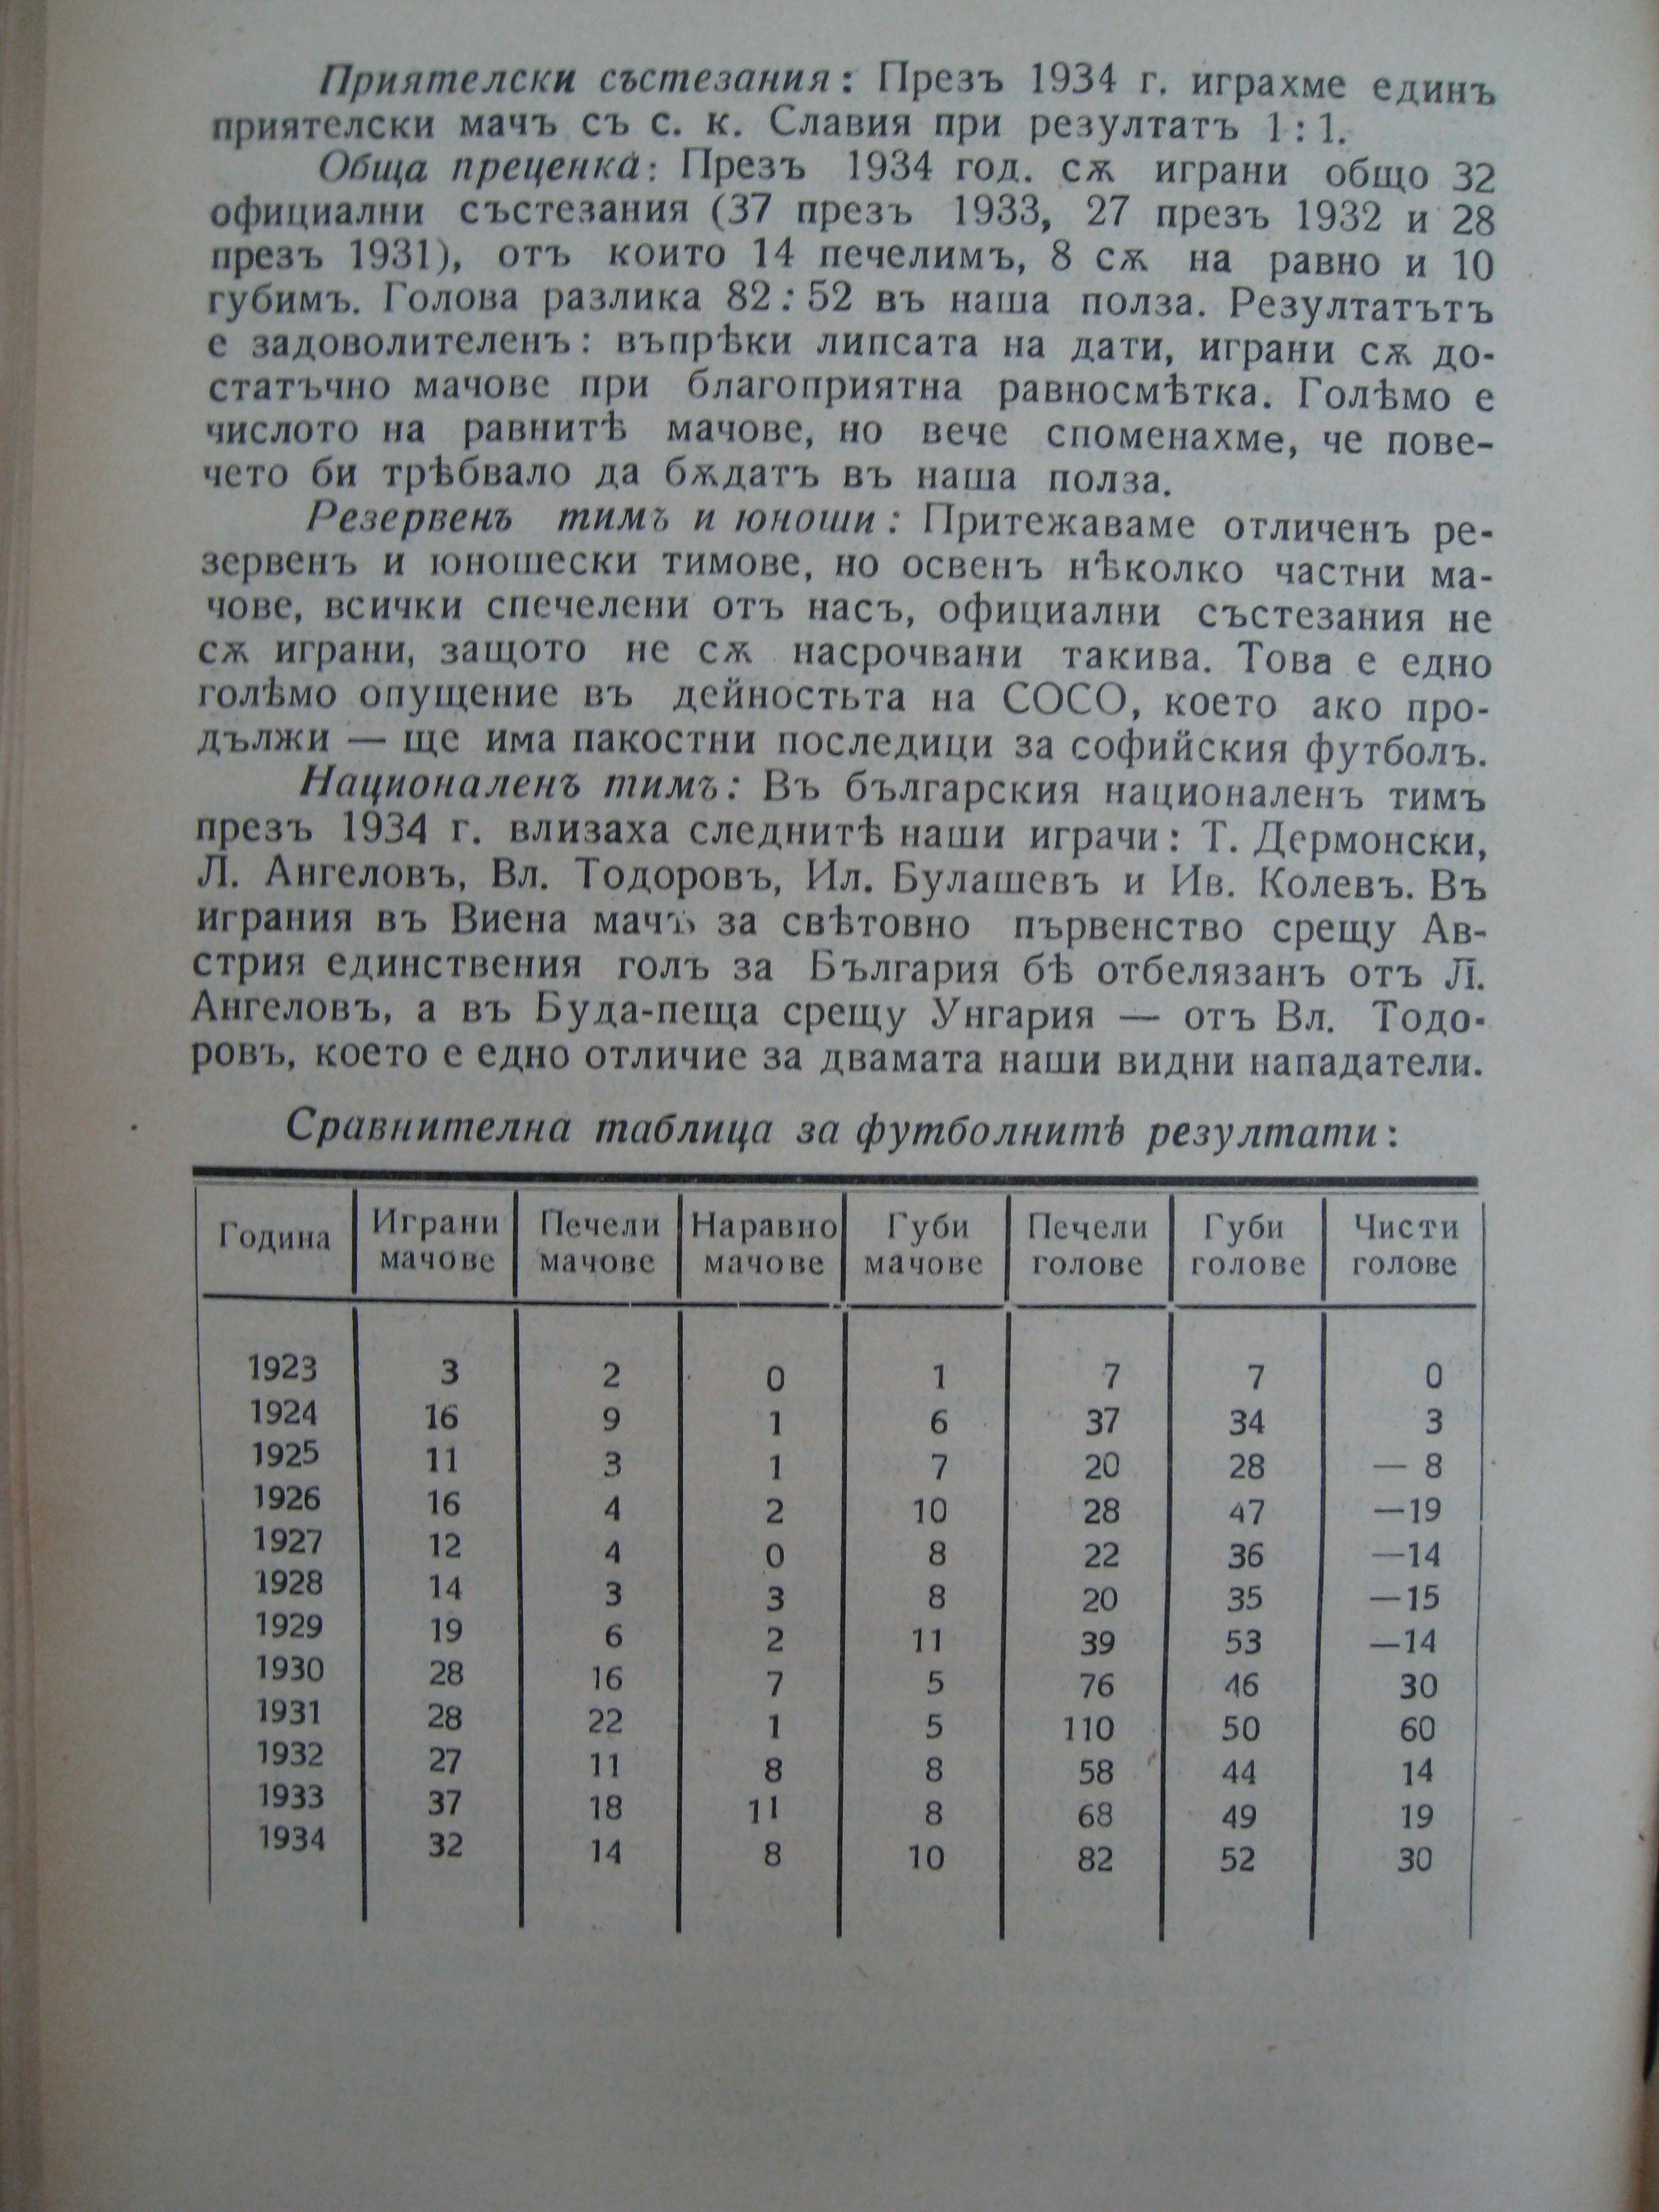 Приятелски състезания: Презъ 1934 г. играхме единъ
приятелски мачъ съ с. к. Славия при резултатъ 1:1.
Обща преценка: Презъ 1934 год. сѫ играни общо 32
официални състезания (37 презъ 1933, 27 презъ 1932 и 28
презъ 1931), отъ които 14 печелимъ, 8 сѫ на равно и 10
губимъ. Голова разлика 82:52 въ наша полза. Резултатътъ
е задоволителенъ: въпрѣки липсата на дати, играни сѫ до-
статъчно мачове при благоприятна равносмѣтка. Голѣмо е
числото на равнитѣ мачове, но вече споменахме, че пове-
чето би трѣбвало да бѫдатъ въ наша полза.
Резервенъ тимъ и юноши: Притежаваме отличенъ ре-
зервенъ и юношески тимове, но освенъ нѣколко частни ма-
чове, всички спечелени отъ насъ, официални състезания не
сѫ играни, защото не сѫ насрочвани такива. Това е едно
голѣмо опущение въ дейностьта на СОСО, което ако про-
дължи — ще има пакостни последици за софийския футболъ.
Националенъ тимъ: Въ българския националенъ тимъ
презъ 1934 г. влизаха следнитѣ наши играчи: Т. Дермонски,
Л. Ангеловъ, Вл. Тодоровъ, Ил. Булашевъ и Ив. Колевъ. Въ
играния въ Виена мачъ за свѣтовно първенство срещу Ав-
стрия единствения голъ за България бѣ отбелязанъ отъ Л.
Ангеловъ, а въ Буда-пеща срещу Унгария — отъ Вл. Тодо-
ровъ, което е едно отличие за двамата наши видни нападатели.
Сравнителна таблица за футболнитѣ резултати:
Година Играни мачове Печели мачове Наравно мачове Губи мачове Печели голове Губи голове Чисти голове
1923 3 2 0 1 7 7 0
1924 16 9 1 6 37 34 3
1925 11 3 1 7 20 28 — 8
1926 16 4 2 10 28 47 —19
1927 12 4 0 8 22 36 —14
1928 14 3 3 8 20 35 —15
1929 19 6 2 11 39 53 —14
1930 28 16 7 5 76 46 30
1931 28 22 1 5 110 50 60
1932 27 11 8 8 58 44 14
1933 37 18 11 8 68 49 19
1934 32 14 8 10 82 52 30